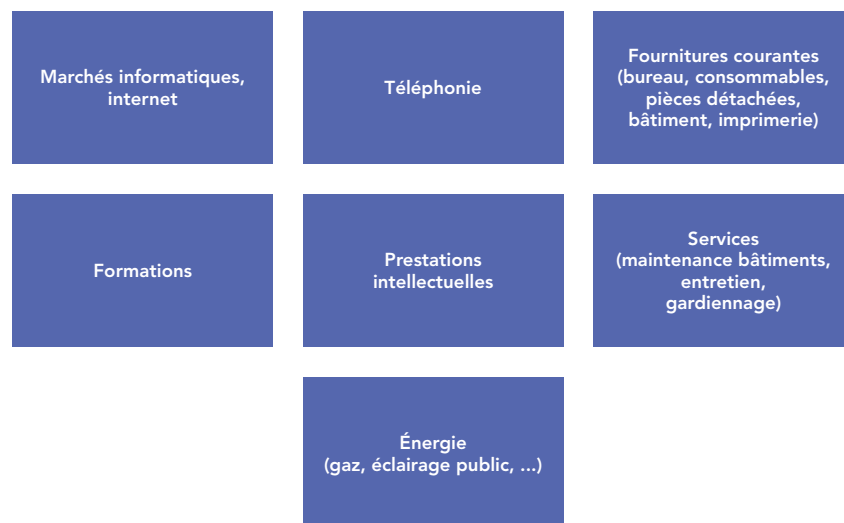 Marchés informatiques,
internet
Téléphonie
Fournitures courantes
(bureau, consommables,
pièces détachées,
bâtiment, imprimerie)
Formations
Prestations
intellectuelles
Services
(maintenance bâtiments,
entretien,
gardiennage)
Énergie
(gaz, éclairage public, ...)